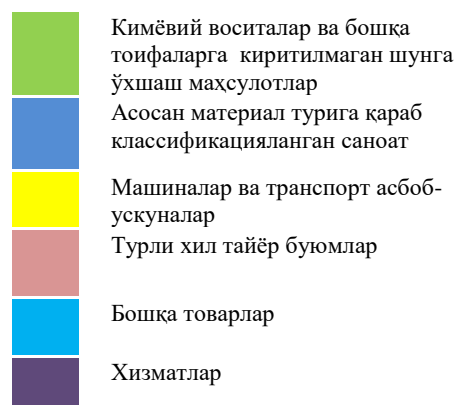 Кимёвий воситалар ва бошқа
тоифаларга киритилмаган шунга
ўхшаш маҳсулотлар
Асосан материал турига қараб
классификацияланган саноат
Машиналар ва транспорт асбоб-
ускуналар
Турли хил тайёр буюмлар
Бошқа товарлар
Хизматлар